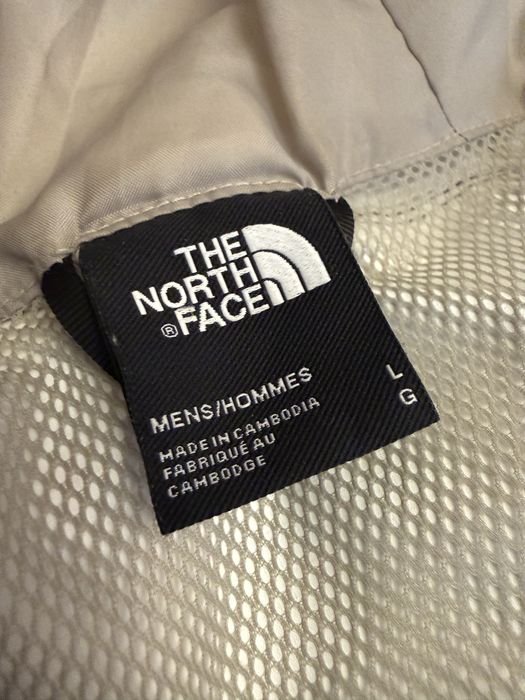 THE
NORTH
® FACE
MENS/HOMMES
MADE IN CAMBODIA
FABRIQUÉ AU
CAMBODGE
L
G